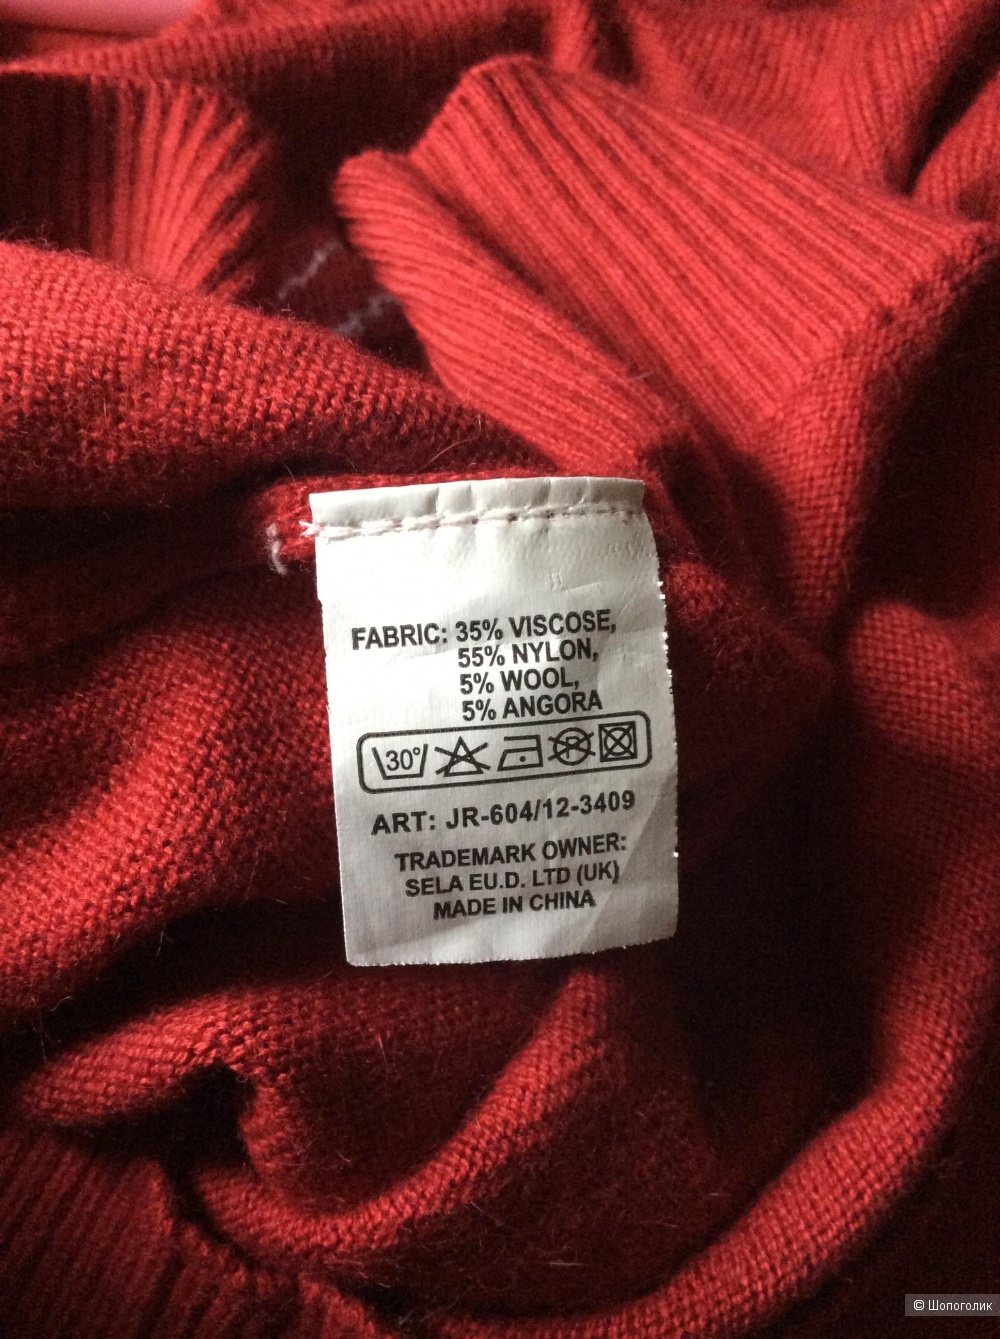 FABRIC: 35% VISCOSE,
55% NYLON,
5% WOOL,
5% ANGORA
30° P
ART: JR-604/12-3409
TRADEMARK OWNER:
SELA EU.D. LTD (UK)
MADE IN CHINA
© Шопоголик